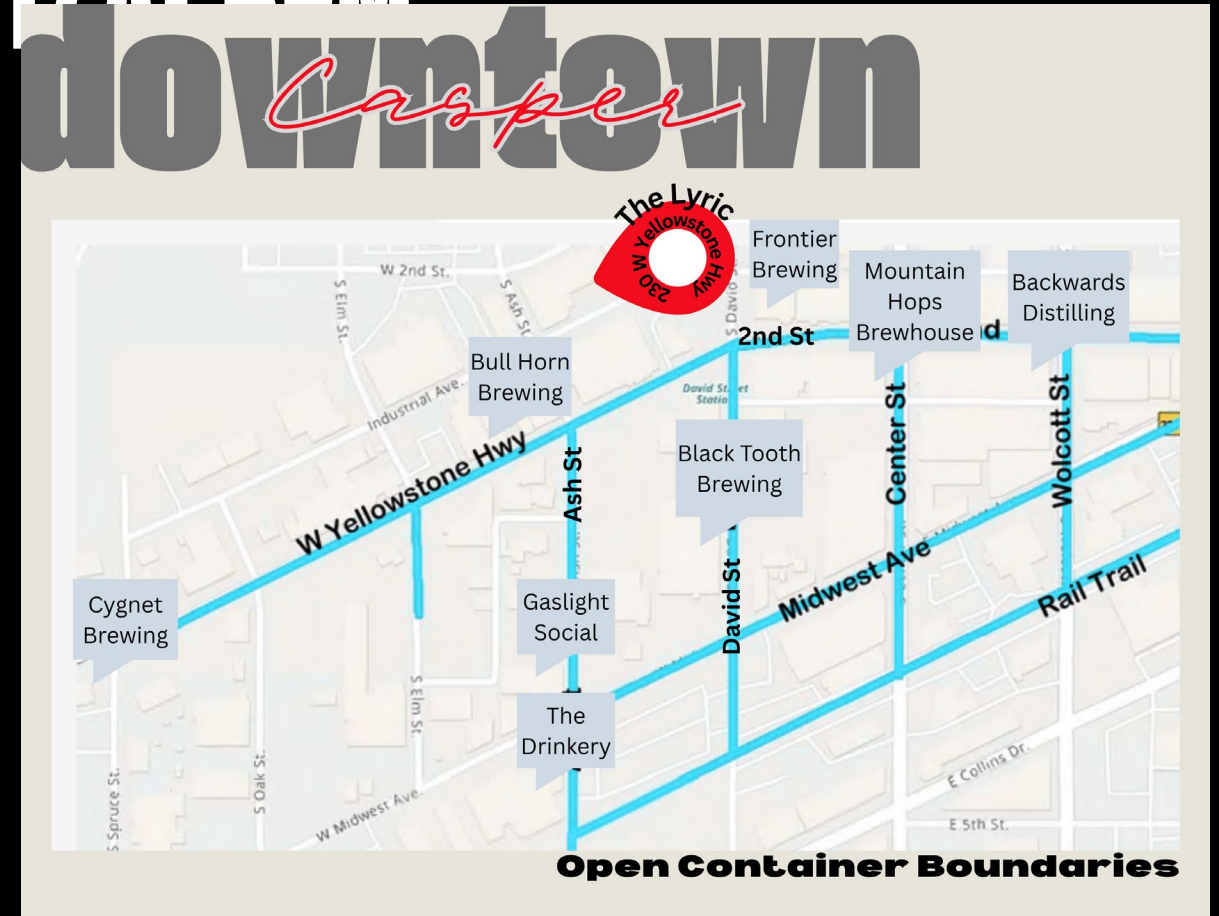 downtown
Casper
The Lyric
230 W Yellowstone Hwy
Frontier
Brewing
Mountain
Hops
Brewhouse
Backwards
Distilling
W 2nd St.
S Elm St.
S Ash St.
S David St
2nd St
d
Bull Horn
Brewing
Industrial Ave.
David Street
Station
W Yellowstone Hwy
Ash St
Black Tooth
Brewing
Center St
Wolcott St
Midwest Ave
David St
Rail Trail
Cygnet
Brewing
Gaslight
Social
The
Drinkery
S Elm St.
S Oak St.
S Spruce St.
W Midwest Ave.
E Collins Dr.
E 5th St.
Open Container Boundaries